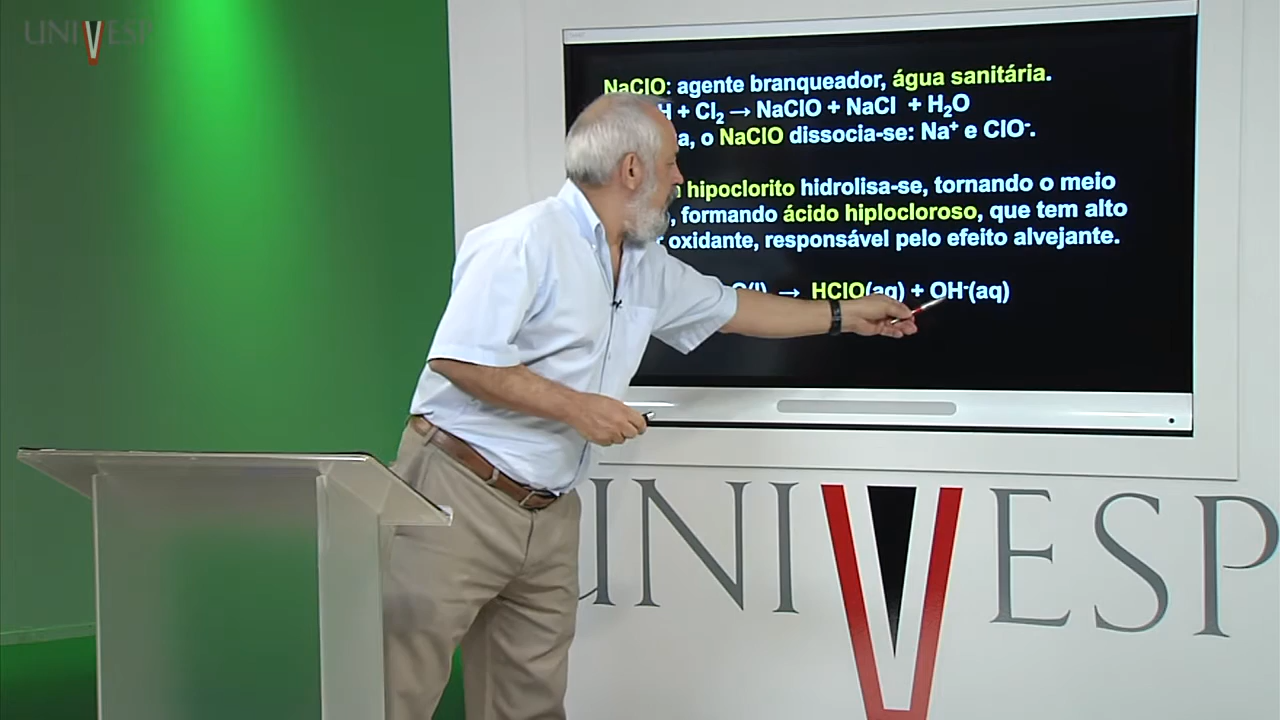 UNIVESP
NaClO: agente branqueador, água sanitária.
H + Cl₂ → NaClO + NaCl + H₂O
a, o NaClO dissocia-se: Na⁺ e ClO⁻.
hipoclorito hidrolisa-se, tornando o meio
, formando ácido hiplocloroso, que tem alto
oxidante, responsável pelo efeito alvejante.
O(l) → HClO(aq) + OH⁻(aq)
UNIVESP